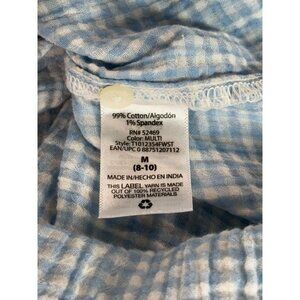 99% Cotton/Algodón
1% Spandex
RN# 52469
Color: MULTI
Style: T1012354FWST
EAN/UPC 0 88751207112
M
(8-10)
MADE IN/HECHO EN INDIA
THIS LABEL YARN IS MADE
OUT OF 100% RECYCLED
POLYESTER MATERIALS